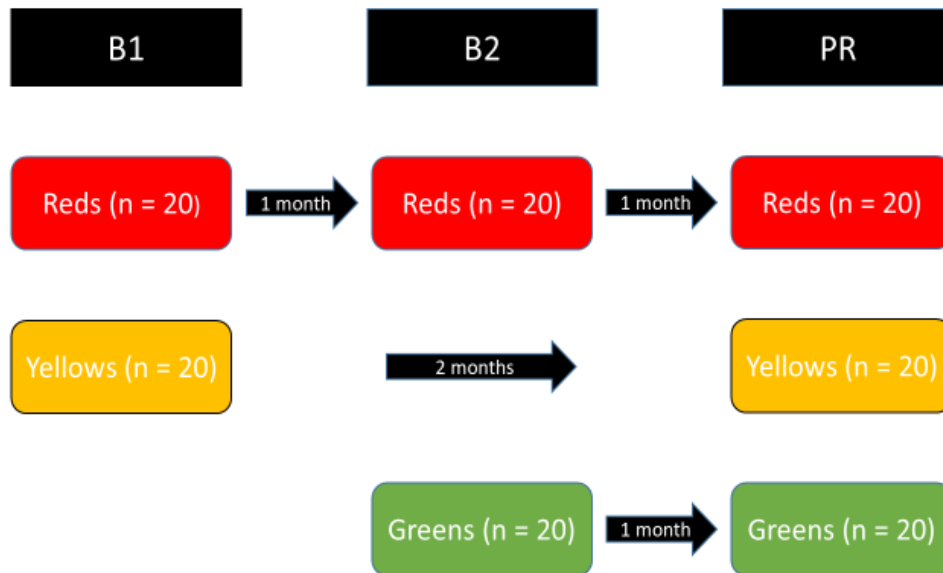 B1
B2
PR
Reds (n = 20)
1 month
Reds (n = 20)
1 month
Reds (n = 20)
Yellows (n = 20)
2 months
Yellows (n = 20)
Greens (n = 20)
1 month
Greens (n = 20)